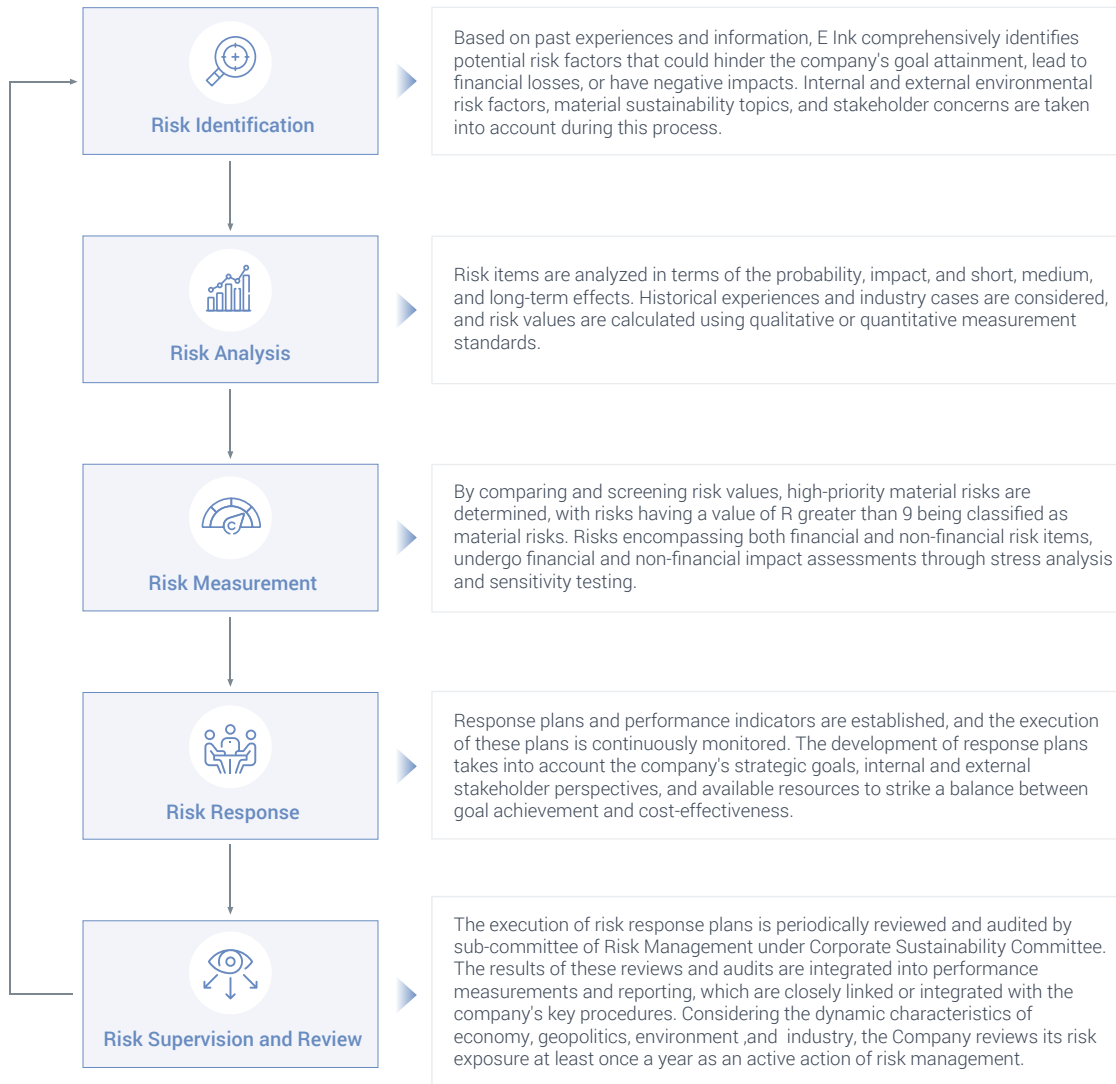 Risk Identification
Based on past experiences and information, E Ink comprehensively identifies
potential risk factors that could hinder the company's goal attainment, lead to
financial losses, or have negative impacts. Internal and external environmental
risk factors, material sustainability topics, and stakeholder concerns are taken
into account during this process.
Risk Analysis
Risk items are analyzed in terms of the probability, impact, and short, medium,
and long-term effects. Historical experiences and industry cases are considered,
and risk values are calculated using qualitative or quantitative measurement
standards.
Risk Measurement
By comparing and screening risk values, high-priority material risks are
determined, with risks having a value of R greater than 9 being classified as
material risks. Risks encompassing both financial and non-financial risk items,
undergo financial and non-financial impact assessments through stress analysis
and sensitivity testing.
Risk Response
Response plans and performance indicators are established, and the execution
of these plans is continuously monitored. The development of response plans
takes into account the company's strategic goals, internal and external
stakeholder perspectives, and available resources to strike a balance between
goal achievement and cost-effectiveness.
Risk Supervision and Review
The execution of risk response plans is periodically reviewed and audited by
sub-committee of Risk Management under Corporate Sustainability Committee.
The results of these reviews and audits are integrated into performance
measurements and reporting, which are closely linked or integrated with the
company's key procedures. Considering the dynamic characteristics of
economy, geopolitics, environment ,and industry, the Company reviews its risk
exposure at least once a year as an active action of risk management.